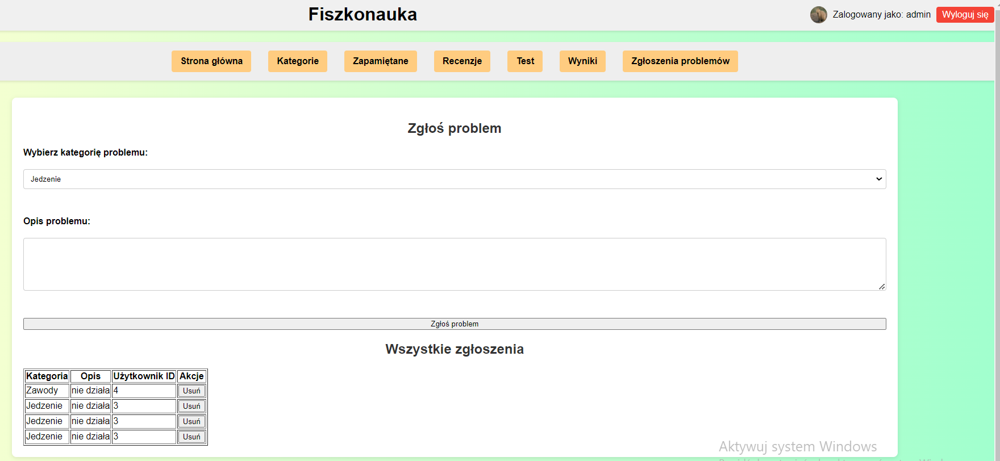 Fiszkonauka
Zalogowany jako: admin Wyloguj się
Strona główna Kategorie Zapamiętane Recenzje Test Wyniki Zgłoszenia problemów
Zgłoś problem
Wybierz kategorię problemu:
Jedzenie
Opis problemu:
Zgłoś problem
Wszystkie zgłoszenia
Kategoria Opis Użytkownik ID Akcje
Zawody nie działa 4 Usuń
Jedzenie nie działa 3 Usuń
Jedzenie nie działa 3 Usuń
Jedzenie nie działa 3 Usuń
Aktywuj system Windows